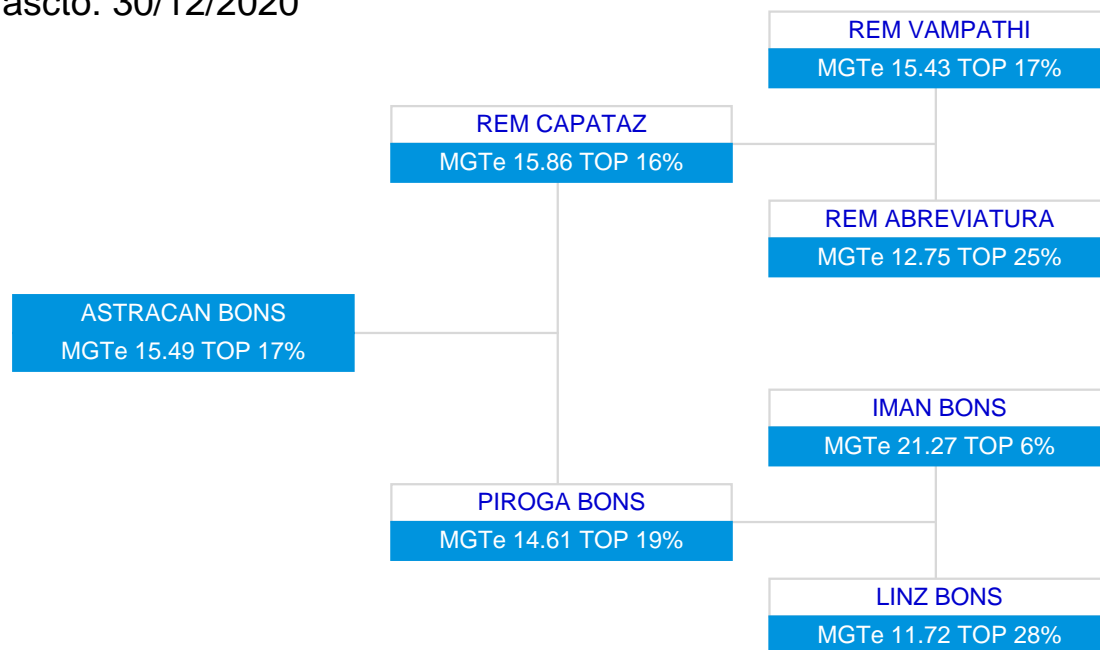 ascto: 30/12/2020
REM VAMPATHI
MGTe 15.43 TOP 17%
REM CAPATAZ
MGTe 15.86 TOP 16%
REM ABREVIATURA
MGTe 12.75 TOP 25%
ASTRACAN BONS
MGTe 15.49 TOP 17%
IMAN BONS
MGTe 21.27 TOP 6%
PIROGA BONS
MGTe 14.61 TOP 19%
LINZ BONS
MGTe 11.72 TOP 28%